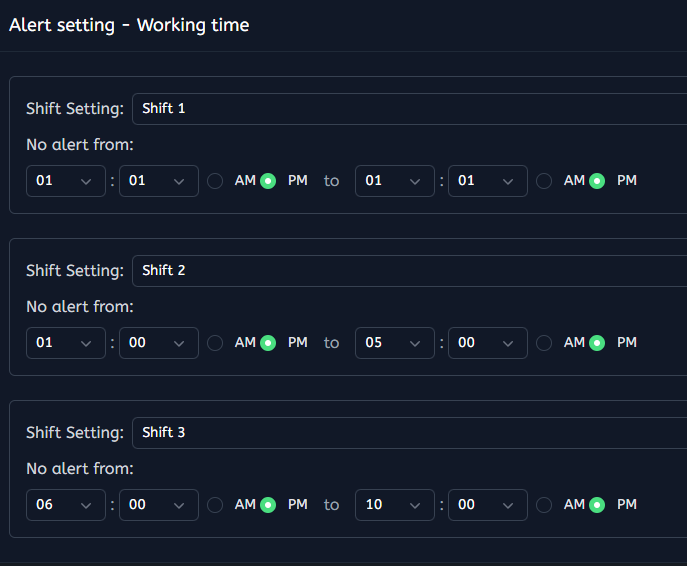 Alert setting - Working time
Shift Setting: Shift 1
No alert from:
01 : 01 AM PM to 01 : 01 AM PM
Shift Setting: Shift 2
No alert from:
01 : 00 AM PM to 05 : 00 AM PM
Shift Setting: Shift 3
No alert from:
06 : 00 AM PM to 10 : 00 AM PM